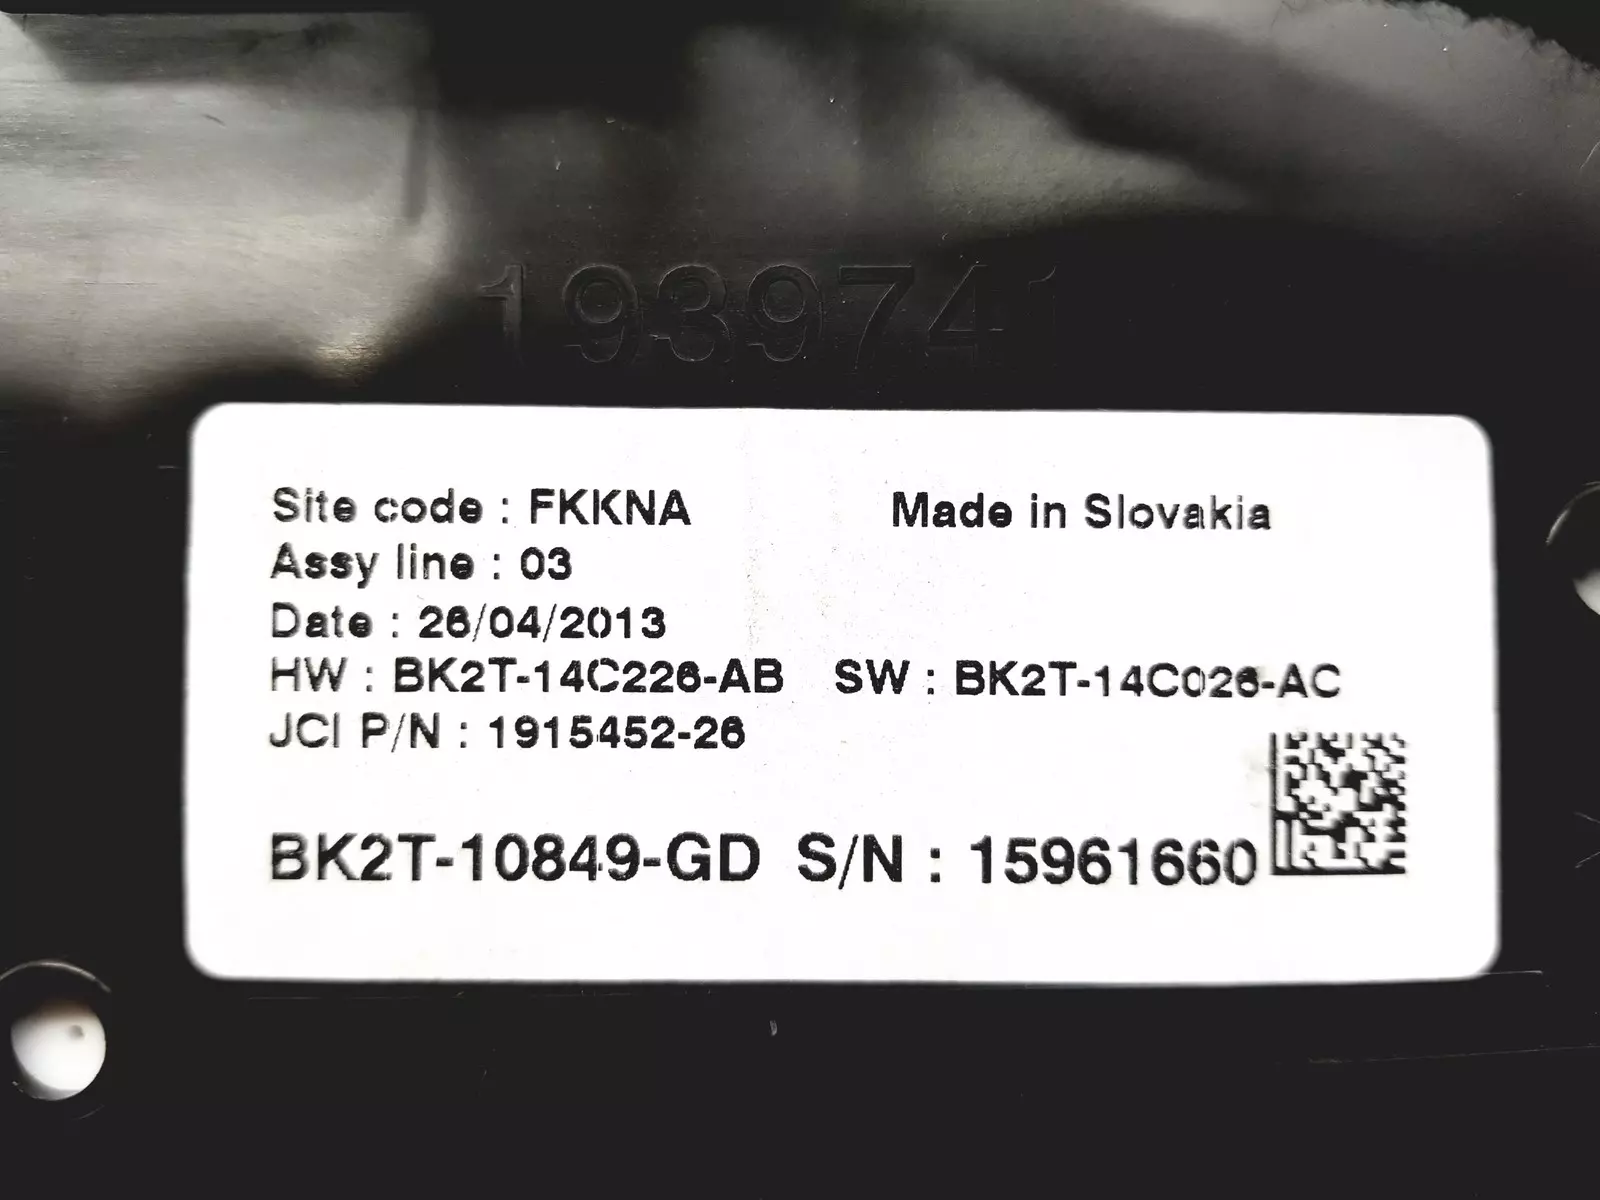 1939741
Site code : FKKNA Made in Slovakia
Assy line : 03
Date : 26/04/2013
HW : BK2T-14C226-AB SW : BK2T-14C026-AC
JCI P/N : 1915452-26
BK2T-10849-GD S/N : 15961660